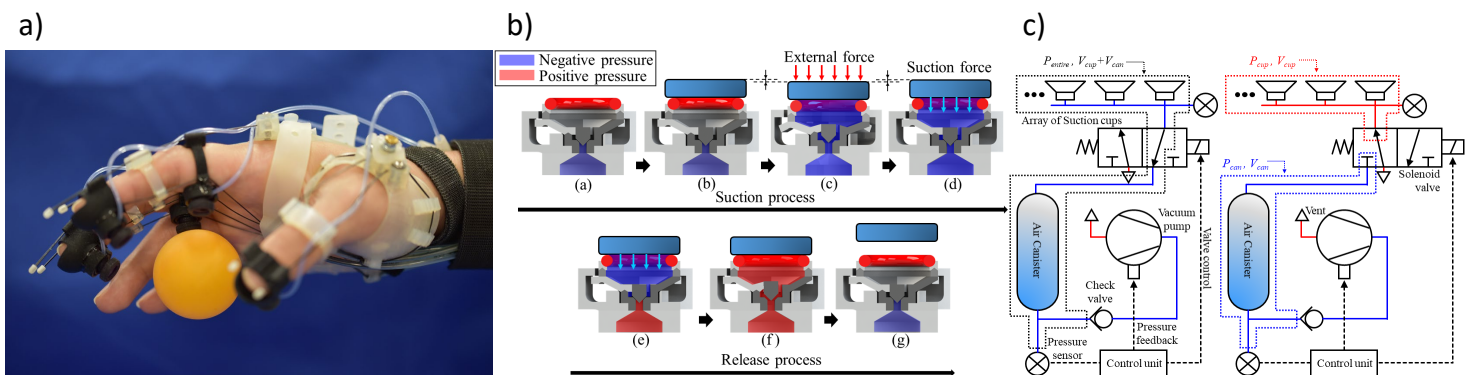 a)
b)
Negative pressure
Positive pressure
External force
Suction force
(a)
(b)
(c)
(d)
Suction process
(e)
(f)
(g)
Release process
c)
P_entire, V_cup+V_can
Array of Suction cups
Air Canister
Vacuum
pump
Check
valve
Pressure
feedback
Pressure
sensor
Control unit
Valve control
P_cup, V_cup
P_can, V_can
Solenoid
valve
Air Canister
Vent
Control unit